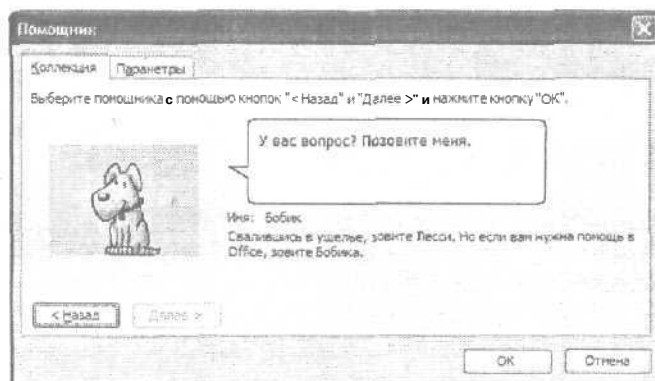 Помощник
Коллекция Параметры
Выберите помощника с помощью кнопок "< Назад" и "Далее >" и нажмите кнопку "ОК".
У вас вопрос? Позовите меня.
Имя: Бобик
Свалившись в ущелье, зовите Лесси. Но если вам нужна помощь в
Office, зовите Бобика.
< Назад Далее >
ОК Отмена